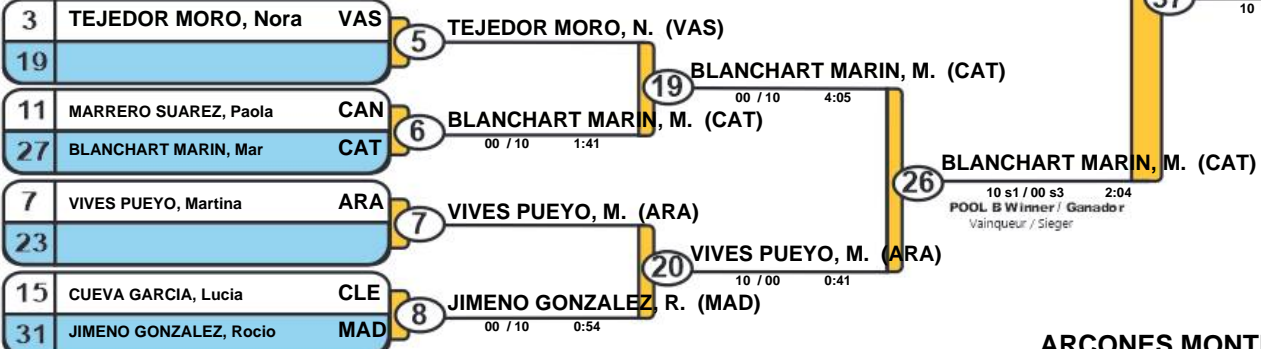 37
10
3 TEJEDOR MORO, Nora VAS
19
5 TEJEDOR MORO, N. (VAS)
11 MARRERO SUAREZ, Paola CAN
27 BLANCHART MARIN, Mar CAT
6 BLANCHART MARIN, M. (CAT)
00 / 10 1:41
19 BLANCHART MARIN, M. (CAT)
00 / 10 4:05
7 VIVES PUEYO, Martina ARA
23
7 VIVES PUEYO, M. (ARA)
15 CUEVA GARCIA, Lucia CLE
31 JIMENO GONZALEZ, Rocio MAD
8 JIMENO GONZALEZ, R. (MAD)
00 / 10 0:54
20 VIVES PUEYO, M. (ARA)
10 / 00 0:41
26 BLANCHART MARIN, M. (CAT)
10 s1 / 00 s3 2:04
POOL B Winner / Ganador
Vainqueur / Sieger
ARCONES